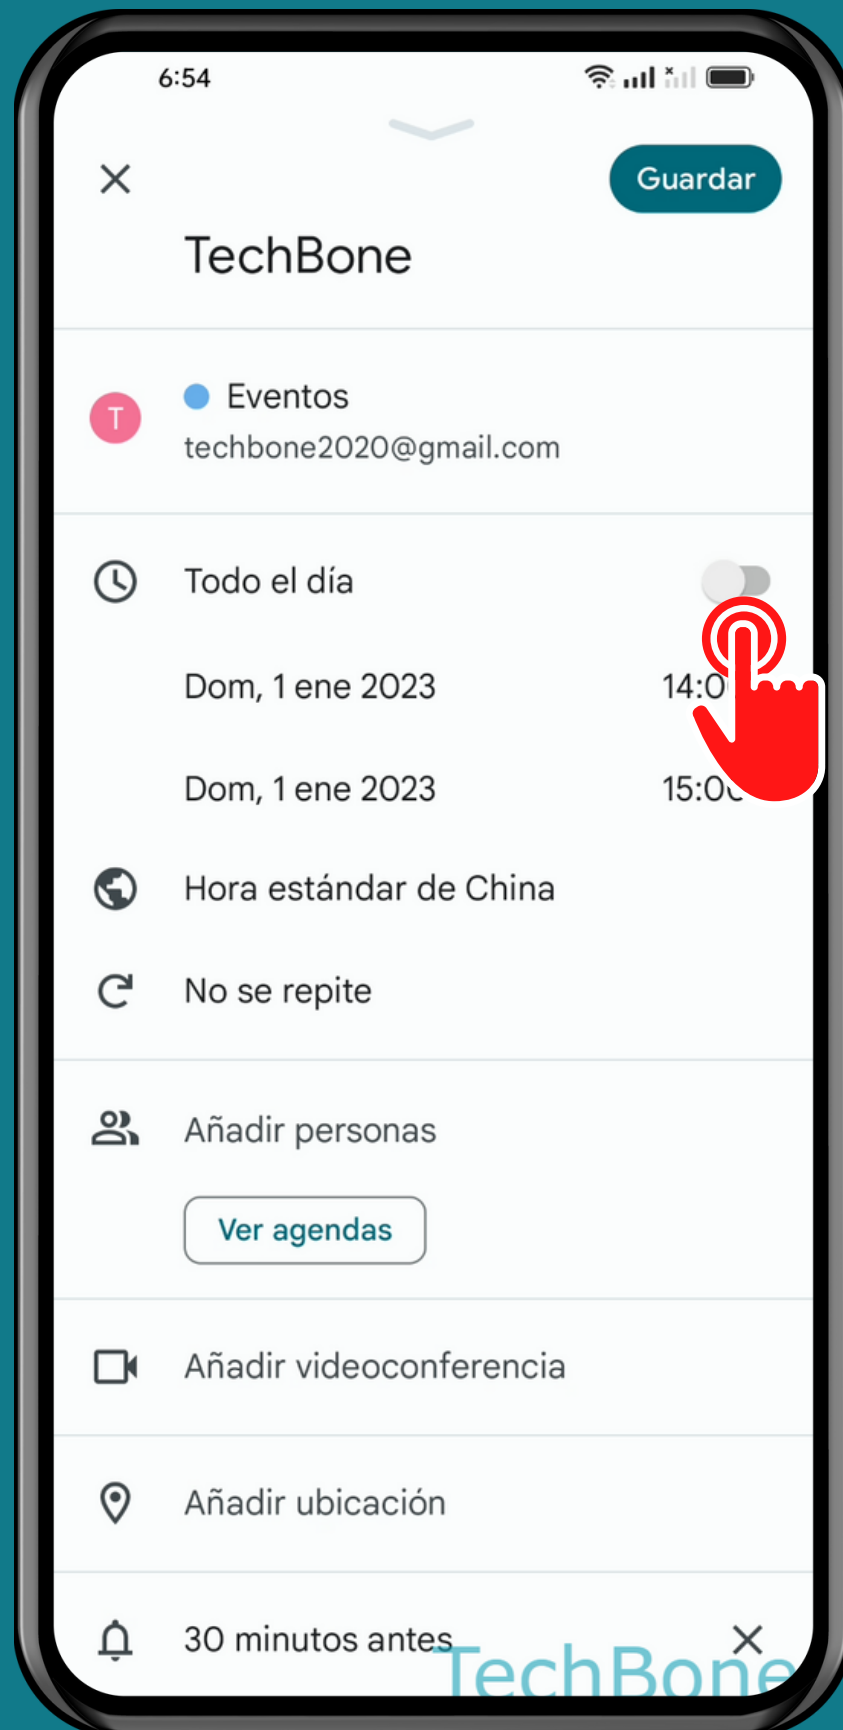 6:54
Guardar
TechBone
T
Eventos
techbone2020@gmail.com
Todo el día
Dom, 1 ene 2023
Dom, 1 ene 2023
Hora estándar de China
No se repite
Añadir personas
Ver agendas
Añadir videoconferencia
Añadir ubicación
30 minutos antes
TechBone